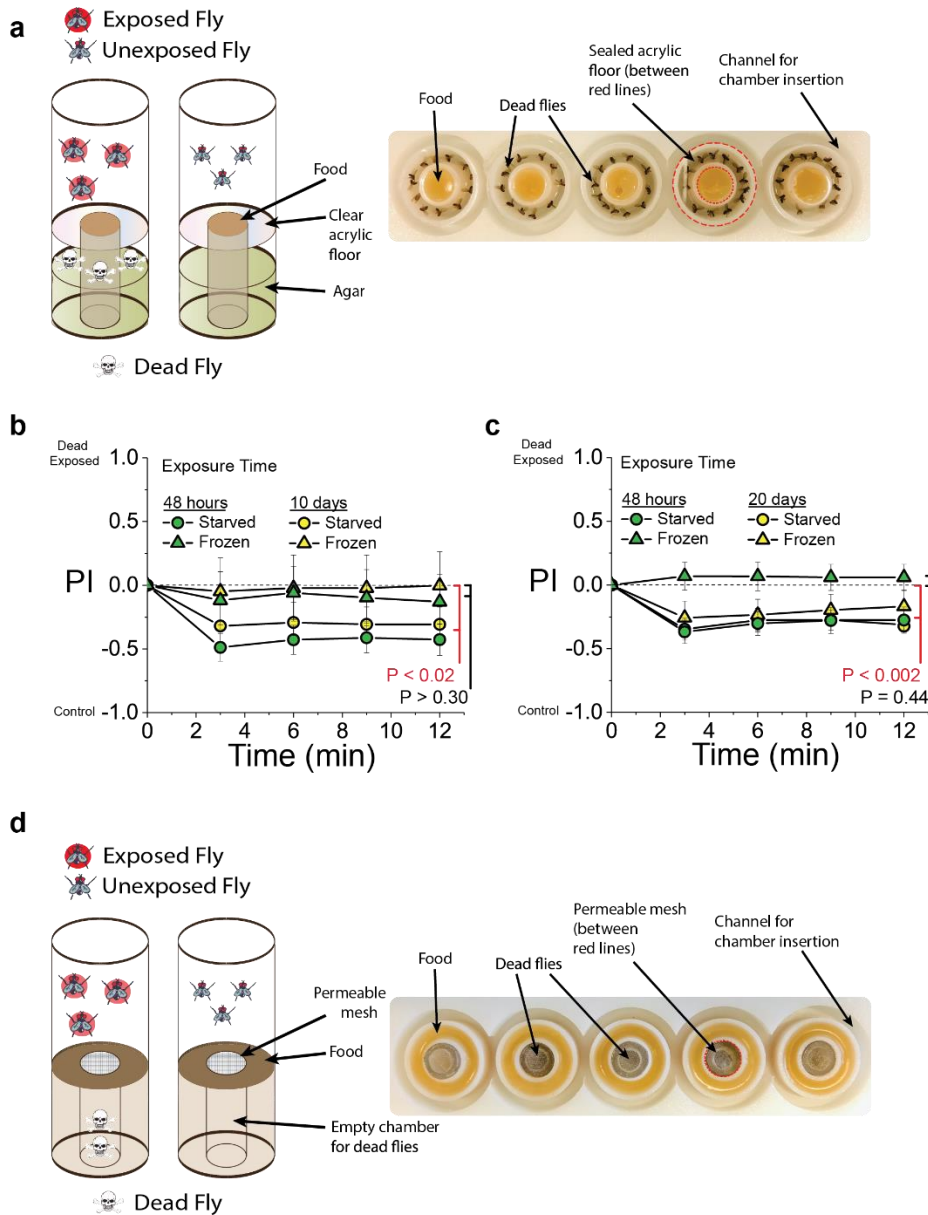 a
Exposed Fly
Unexposed Fly
Food
Clear
acrylic
floor
Agar
Dead Fly
Food
Dead flies
Sealed acrylic
floor (between
red lines)
Channel for
chamber insertion
b
Dead
Exposed
1.0
0.5
0.0
-0.5
-1.0
Control
PI
Exposure Time
48 hours
10 days
Starved
Starved
Frozen
Frozen
P < 0.02
P > 0.30
0 2 4 6 8 10 12
Time (min)
c
Dead
Exposed
1.0
0.5
0.0
-0.5
-1.0
Control
PI
Exposure Time
48 hours
20 days
Starved
Starved
Frozen
Frozen
P < 0.002
P = 0.44
0 2 4 6 8 10 12
Time (min)
d
Exposed Fly
Unexposed Fly
Permeable
mesh
Food
Empty chamber
for dead flies
Dead Fly
Food
Dead flies
Permeable mesh
(between
red lines)
Channel for
chamber insertion